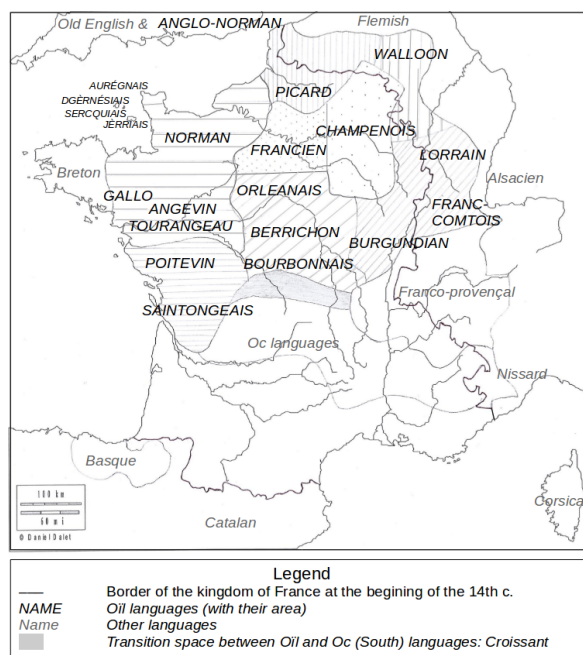 Old English & ANGLO-NORMAN
Flemish
WALLOON
PICARD
AURÉGNAIS
DGÈRNÉSIAIS
SERCQUIAIS
JÈRRIAIS
NORMAN
CHAMPENOIS
FRANCIEN
LORRAIN
Breton
Alsacien
ORLEANAIS
GALLO
ANGEVIN
FRANC-
COMTOIS
TOURANGEAU
BERRICHON
BURGUNDIAN
POITEVIN
BOURBONNAIS
Franco-provençal
SAINTONGEAIS
Oc languages
Nissard
Basque
100 km
60 mi
© Daniel Dalet
Catalan
Corsica
Legend
Border of the kingdom of France at the begining of the 14th c.
NAME Oïl languages (with their area)
Name Other languages
Transition space between Oïl and Oc (South) languages: Croissant